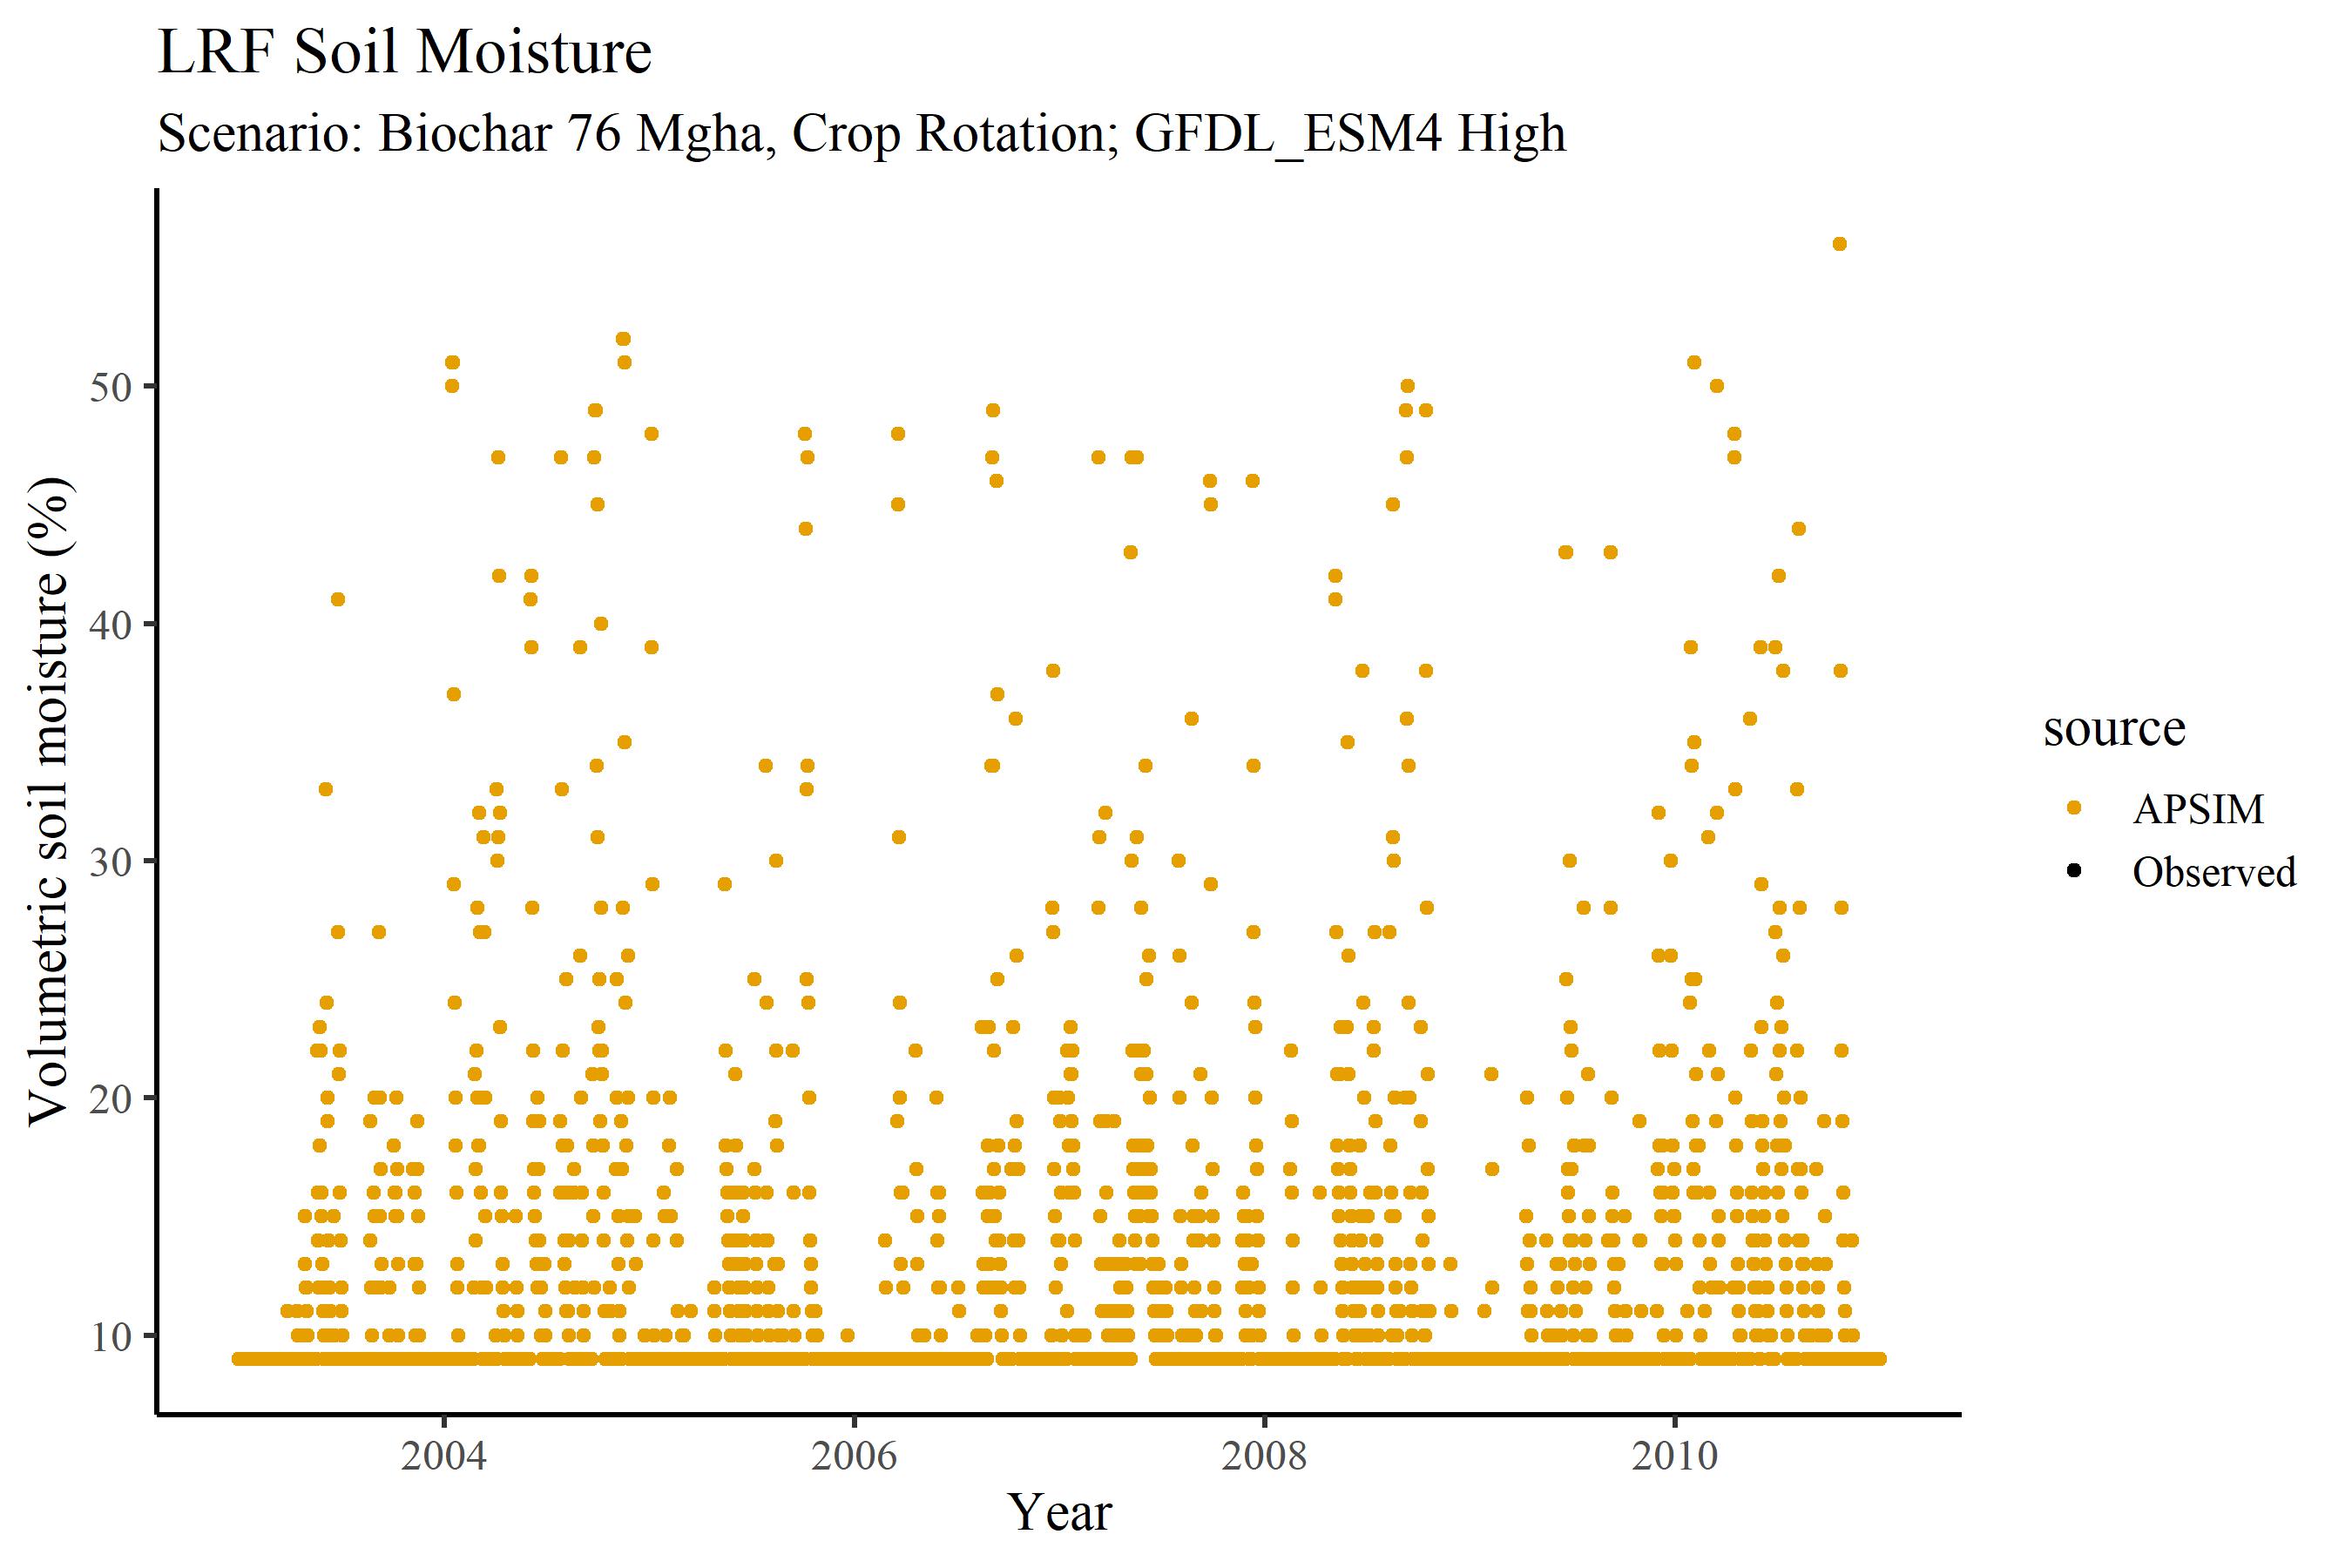 LRF Soil Moisture
Scenario: Biochar 76 Mgha, Crop Rotation; GFDL_ESM4 High
Volumetric soil moisture (%)
50
40
30
20
10
2004
2006
2008
2010
Year
source
APSIM
Observed